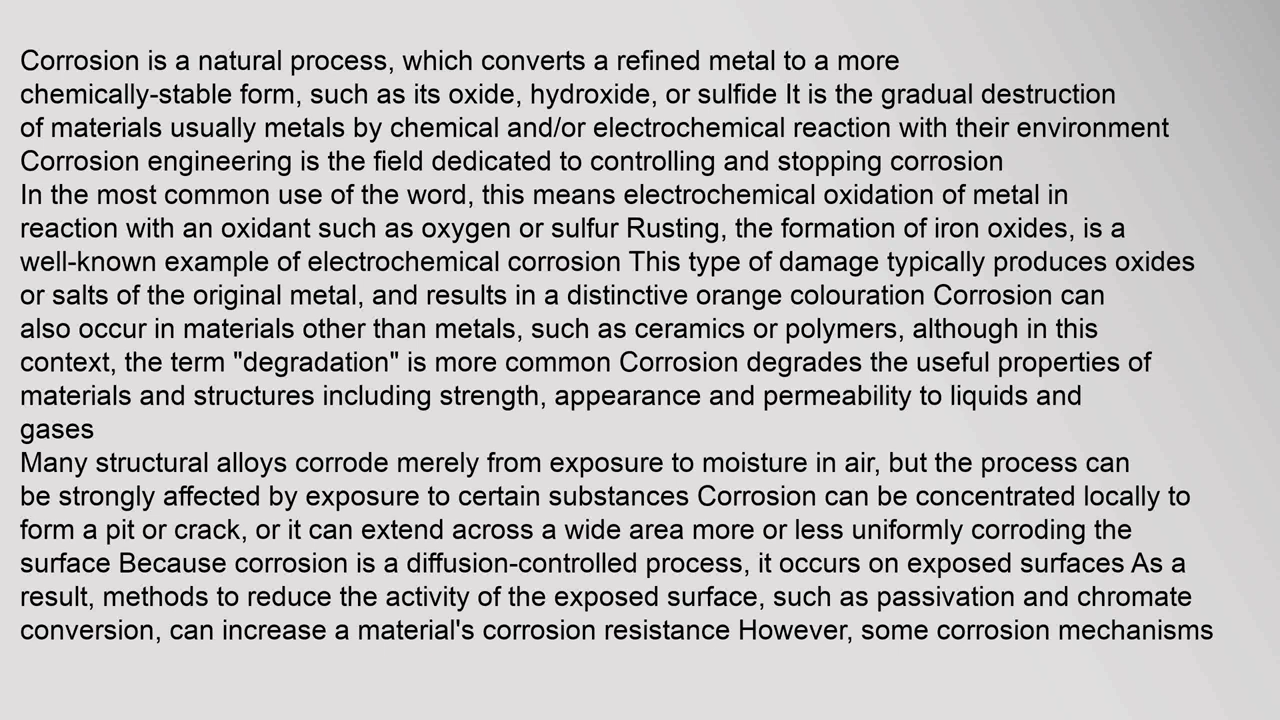 Corrosion is a natural process, which converts a refined metal to a more
chemically-stable form, such as its oxide, hydroxide, or sulfide It is the gradual destruction
of materials usually metals by chemical and/or electrochemical reaction with their environment
Corrosion engineering is the field dedicated to controlling and stopping corrosion
In the most common use of the word, this means electrochemical oxidation of metal in
reaction with an oxidant such as oxygen or sulfur Rusting, the formation of iron oxides, is a
well-known example of electrochemical corrosion This type of damage typically produces oxides
or salts of the original metal, and results in a distinctive orange colouration Corrosion can
also occur in materials other than metals, such as ceramics or polymers, although in this
context, the term "degradation" is more common Corrosion degrades the useful properties of
materials and structures including strength, appearance and permeability to liquids and
gases
Many structural alloys corrode merely from exposure to moisture in air, but the process can
be strongly affected by exposure to certain substances Corrosion can be concentrated locally to
form a pit or crack, or it can extend across a wide area more or less uniformly corroding the
surface Because corrosion is a diffusion-controlled process, it occurs on exposed surfaces As a
result, methods to reduce the activity of the exposed surface, such as passivation and chromate
conversion, can increase a material's corrosion resistance However, some corrosion mechanisms